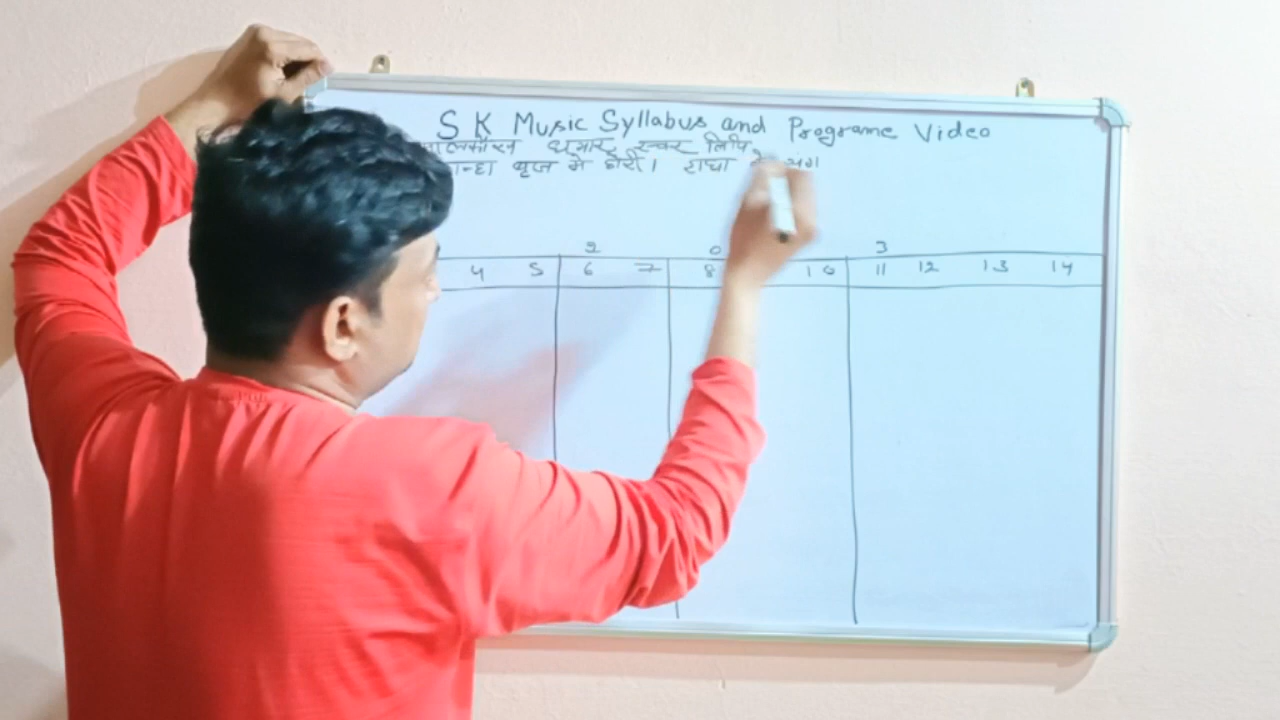 S K Music Syllabus and Programe Video
धमार स्वर लिपि
बृज मे होरी। राधा संग
२ 0 3
4 5 6 7 8 10 11 12 13 14